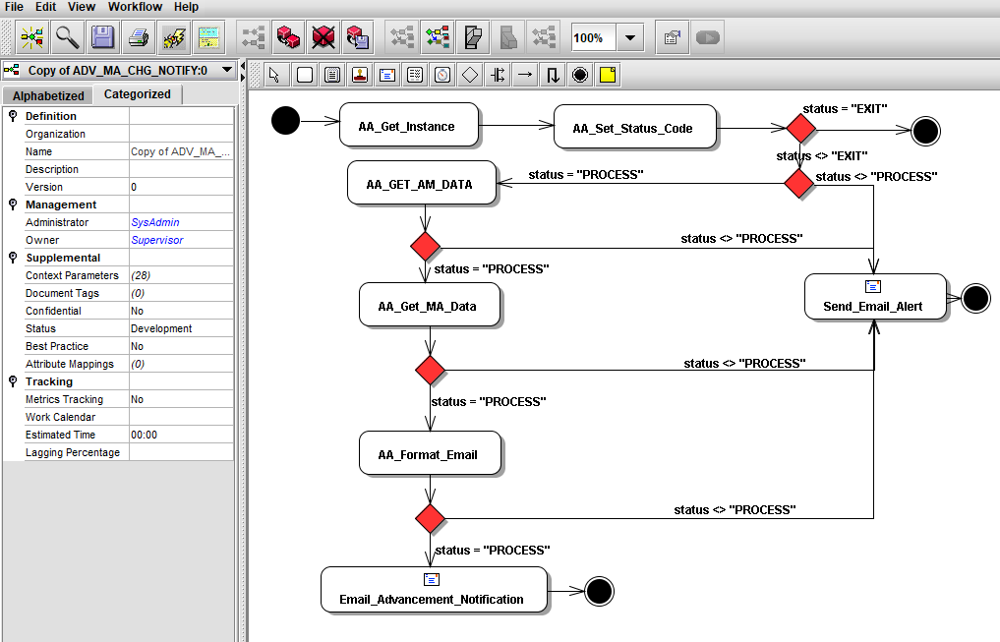 File Edit View Workflow Help
100%
Copy of ADV_MA_CHG_NOTIFY:0
Alphabetized Categorized
Definition
Organization
Name Copy of ADV_MA_...
Description
Version 0
Management
Administrator SysAdmin
Owner Supervisor
Supplemental
Context Parameters (28)
Document Tags (0)
Confidential No
Status Development
Best Practice No
Attribute Mappings (0)
Tracking
Metrics Tracking No
Work Calendar
Estimated Time 00:00
Lagging Percentage
status = "EXIT"
AA_Get_Instance
AA_Set_Status_Code
status <> "EXIT"
status = "PROCESS"
status <> "PROCESS"
AA_GET_AM_DATA
status <> "PROCESS"
status = "PROCESS"
AA_Get_MA_Data
Send_Email_Alert
status <> "PROCESS"
status = "PROCESS"
AA_Format_Email
status <> "PROCESS"
status = "PROCESS"
Email_Advancement_Notification